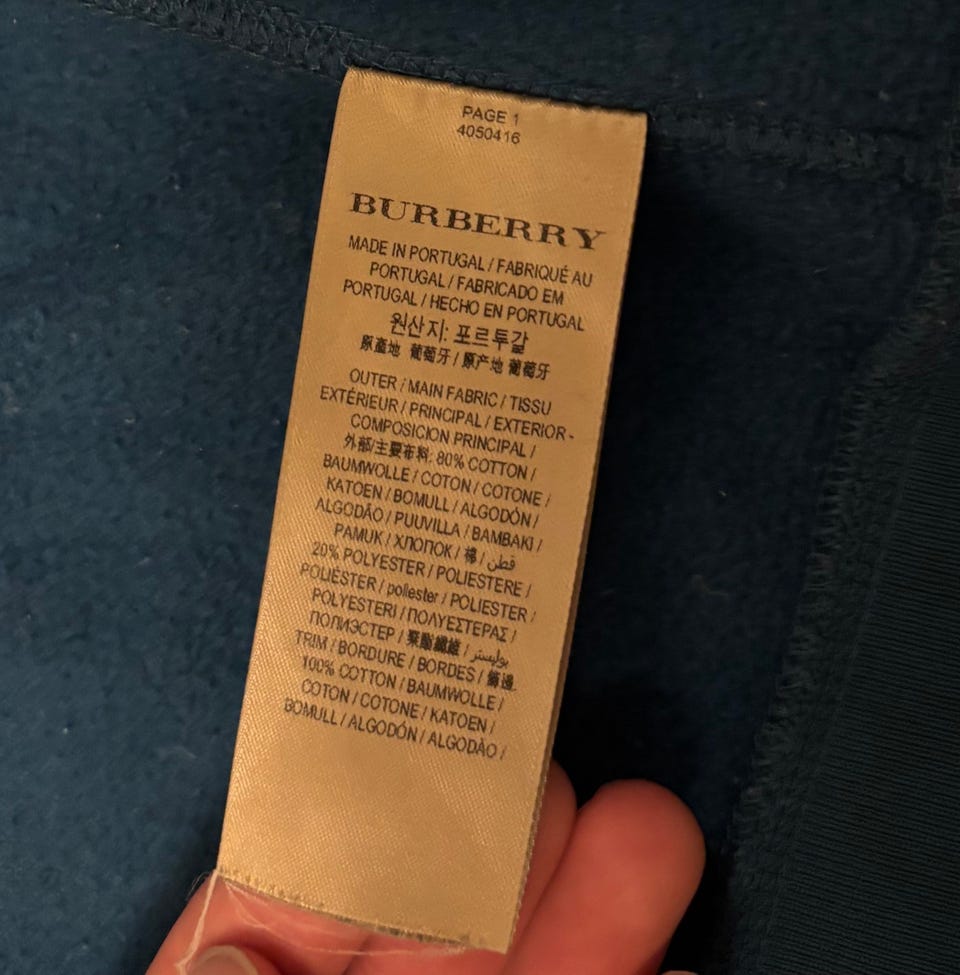 PAGE 1
4050416
BURBERRY
MADE IN PORTUGAL / FABRIQUÉ AU
PORTUGAL / FABRICADO EM
PORTUGAL / HECHO EN PORTUGAL
원산지: 포르투갈
原產地 葡萄牙 / 原产地 葡萄牙
OUTER / MAIN FABRIC / TISSU
EXTÉRIEUR / PRINCIPAL / EXTERIOR -
COMPOSICION PRINCIPAL /
外部/主要布料: 80% COTTON /
BAUMWOLLE / COTON / COTONE /
KATOEN / BOMULL / ALGODÓN /
ALGODÃO / PUUVILLA / ΒΑΜΒΑΚΙ /
PAMUK / ХЛОПОК / 棉 / قطن
20% POLYESTER / POLIESTERE /
POLIÉSTER / poliester / POLIESTER /
POLYESTERI / ΠΟΛΥΕΣΤΕΡΑΣ /
ПОЛИЭСТЕР / 聚酯纖維 / بوليستر
TRIM / BORDURE / BORDES / 飾邊
100% COTTON / BAUMWOLLE /
COTON / COTONE / KATOEN /
BOMULL / ALGODÓN / ALGODÃO /